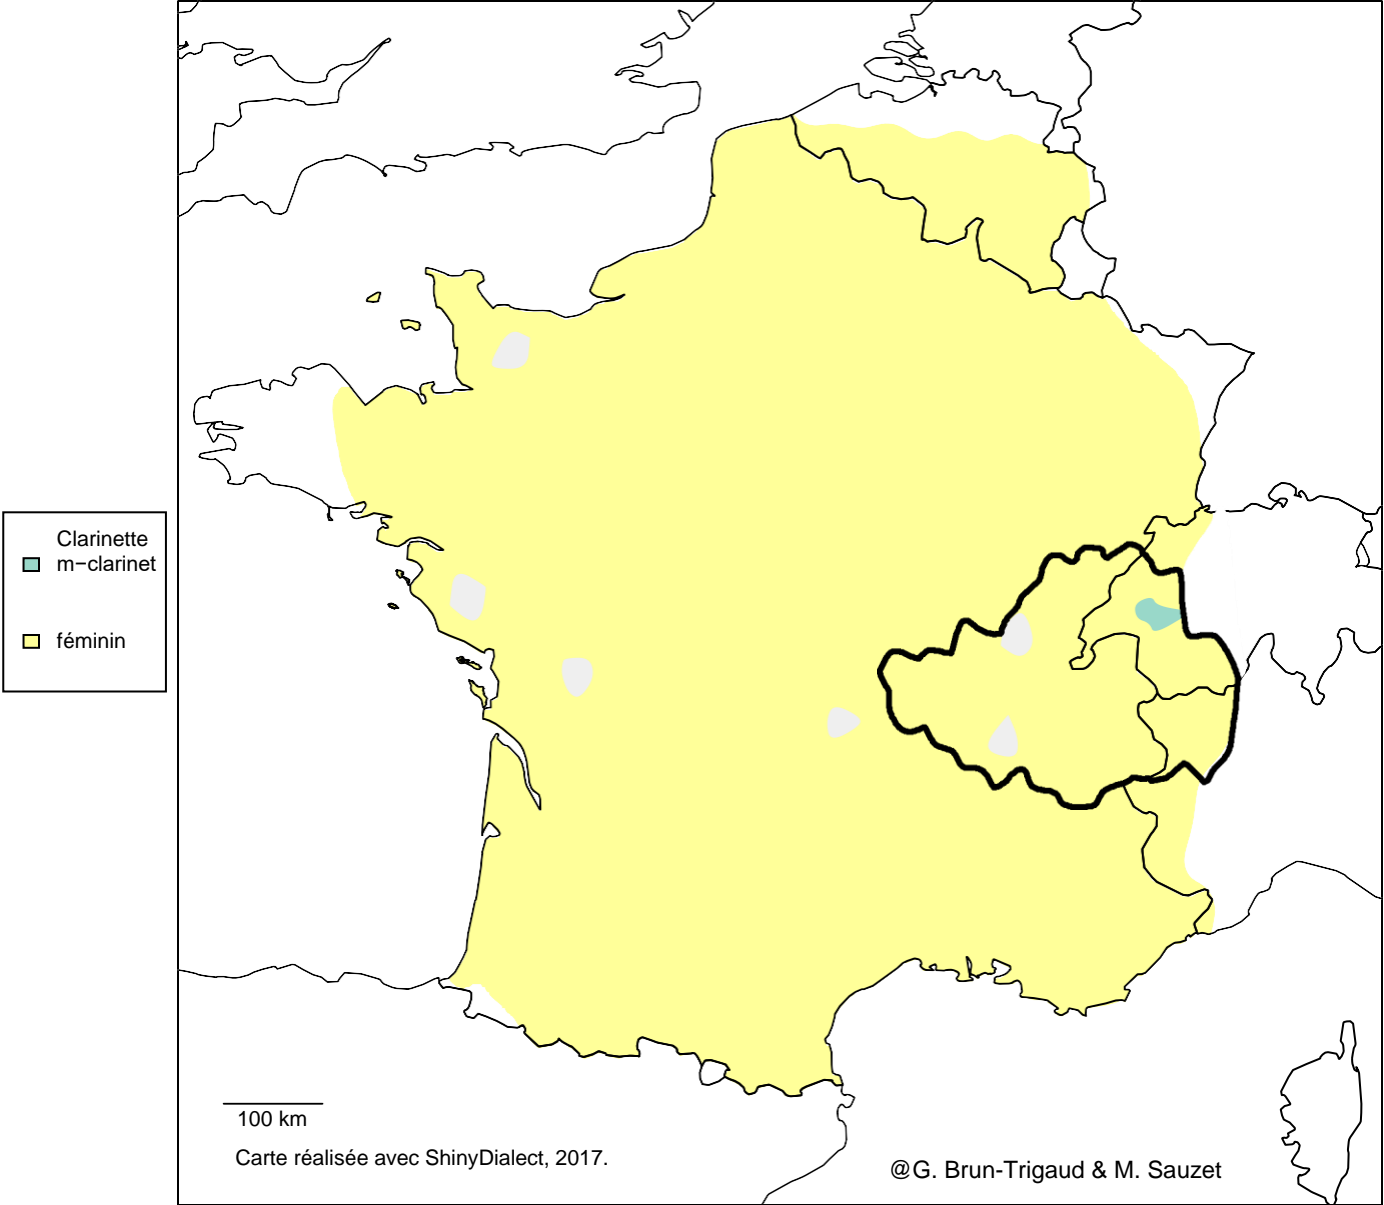 Clarinette
m−clarinet
féminin
100 km
Carte réalisée avec ShinyDialect, 2017.
@G. Brun-Trigaud & M. Sauzet